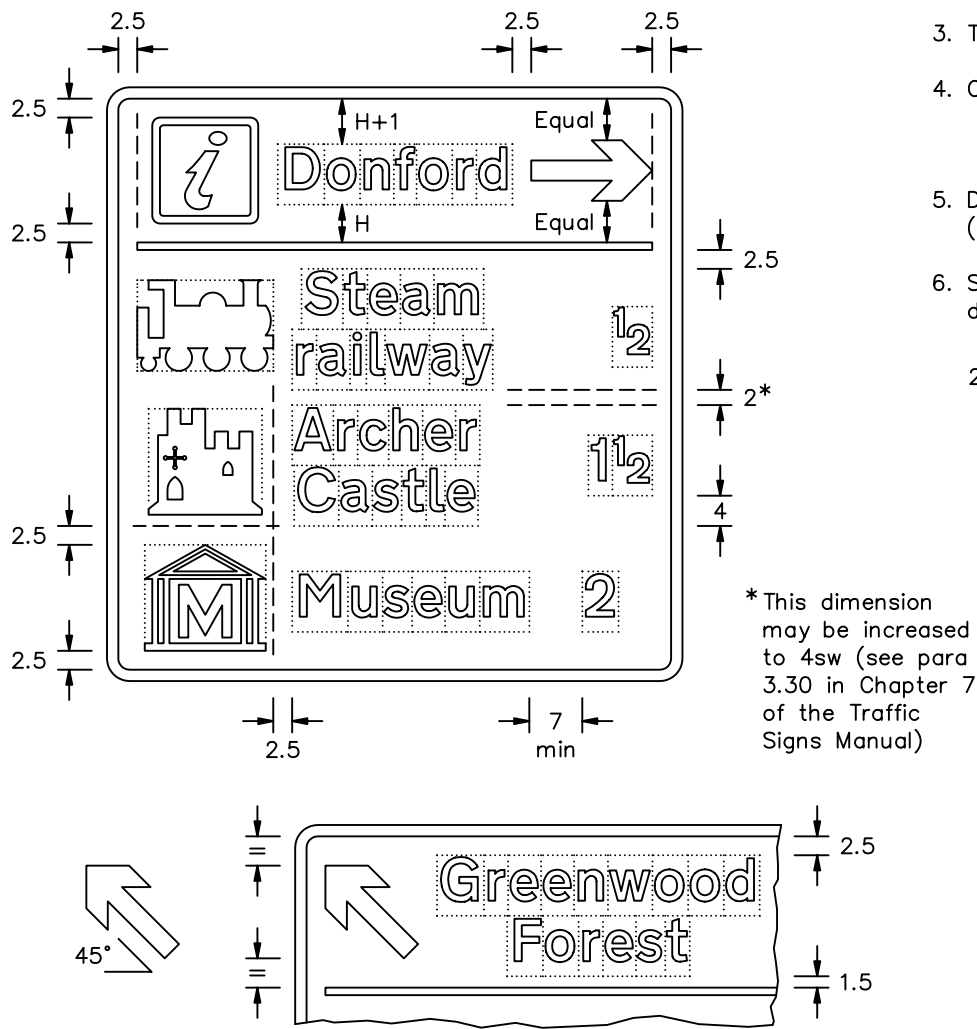 2.5 2.5 2.5
3. T
4. C
2.5
H+1
Equal
i Donford
5. D
(
2.5
H
Equal
2.5
6. S
d
Steam
railway
1/2
2
2*
Archer
Castle
1 1/2
4
2.5
M Museum 2
2.5
*This dimension
may be increased
to 4sw (see para
3.30 in Chapter 7
of the Traffic
Signs Manual)
2.5
7
min
=
2.5
Greenwood
Forest
45°
=
1.5